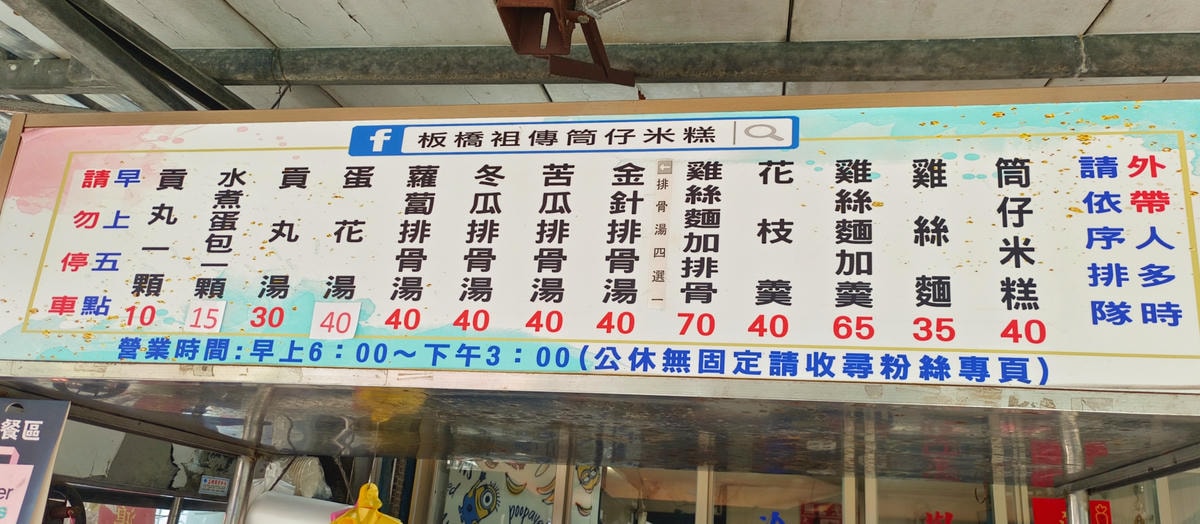 板橋祖傳筒仔米糕
外帶人多時
請依序排隊
筒仔米糕 40
雞絲麵 35
雞絲麵加羹 65
花枝羹 40
雞絲麵加排骨 70
←排骨湯四選一
金針排骨湯 40
苦瓜排骨湯 40
冬瓜排骨湯 40
蘿蔔排骨湯 40
蛋花湯 40
貢丸湯 30
水煮蛋包一顆 15
貢丸一顆 10
早上五點
請勿停車
營業時間:早上6:00～下午3:00(公休無固定請收尋粉絲專頁)
餐區